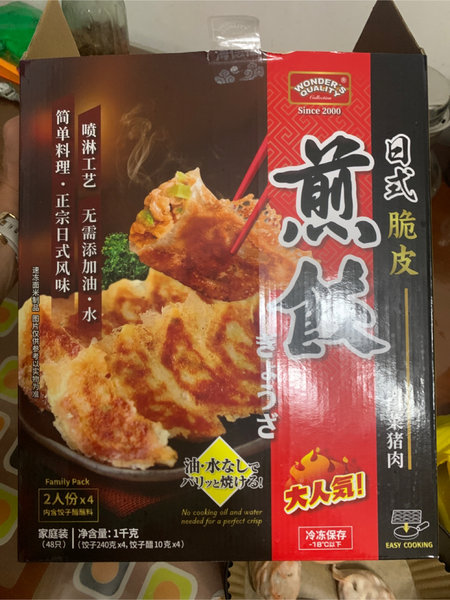 WONDER'S
QUALITY®
Collection
Since 2000
日式脆皮
煎餃
ぎょうざ
菜猪肉
喷淋工艺 无需添加油·水
简单料理·正宗日式风味
速冻面米制品 图片仅供参考以实物为准
油・水なしで
パリッと焼ける!
No cooking oil and water
needed for a perfect crisp
大人気!
Family Pack
2人份x4
内含饺子醋蘸料
家庭装
(48只)
净含量:1千克
(饺子240克x4,饺子醋10克x4)
冷冻保存
-18℃以下
EASY COOKING